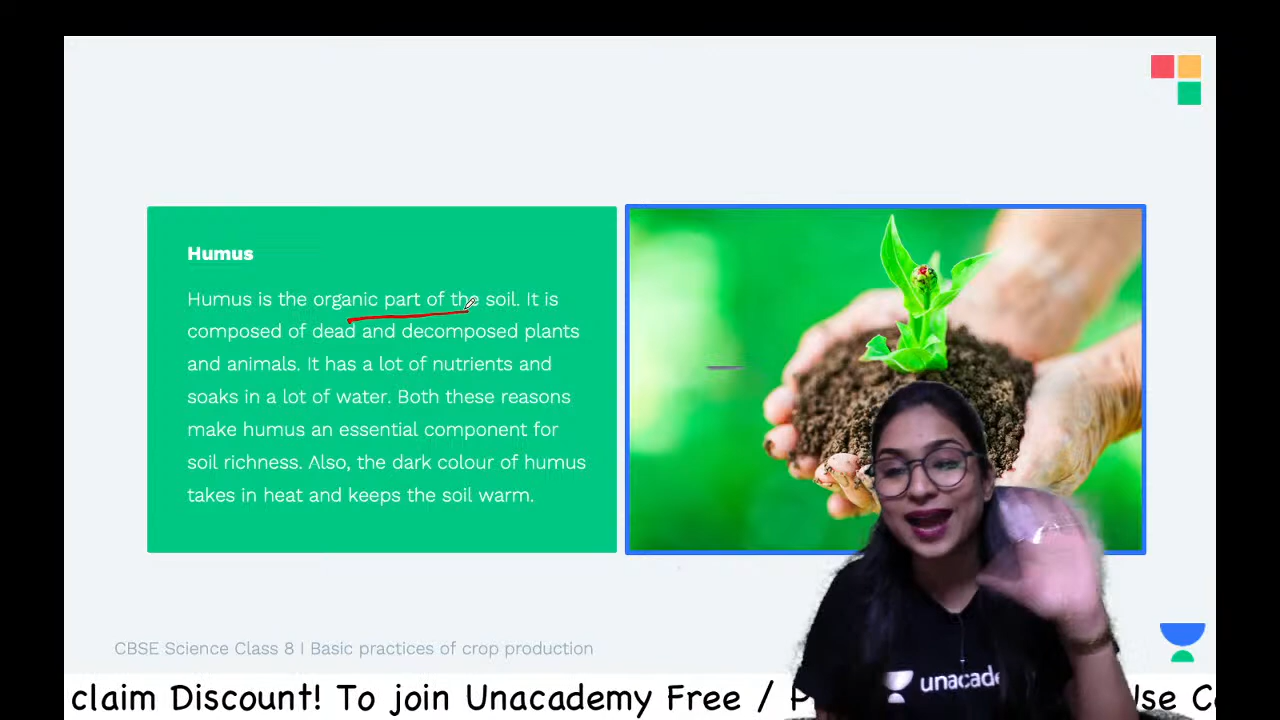 Humus
Humus is the organic part of the soil. It is
composed of dead and decomposed plants
and animals. It has a lot of nutrients and
soaks in a lot of water. Both these reasons
make humus an essential component for
soil richness. Also, the dark colour of humus
takes in heat and keeps the soil warm.
CBSE Science Class 8 I Basic practices of crop production
unacade
claim Discount! To join Unacademy Free / Use